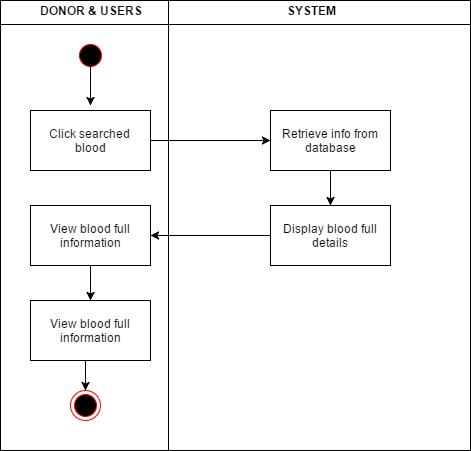 DONOR & USERS
SYSTEM
Click searched
blood
Retrieve info from
database
View blood full
information
Display blood full
details
View blood full
information